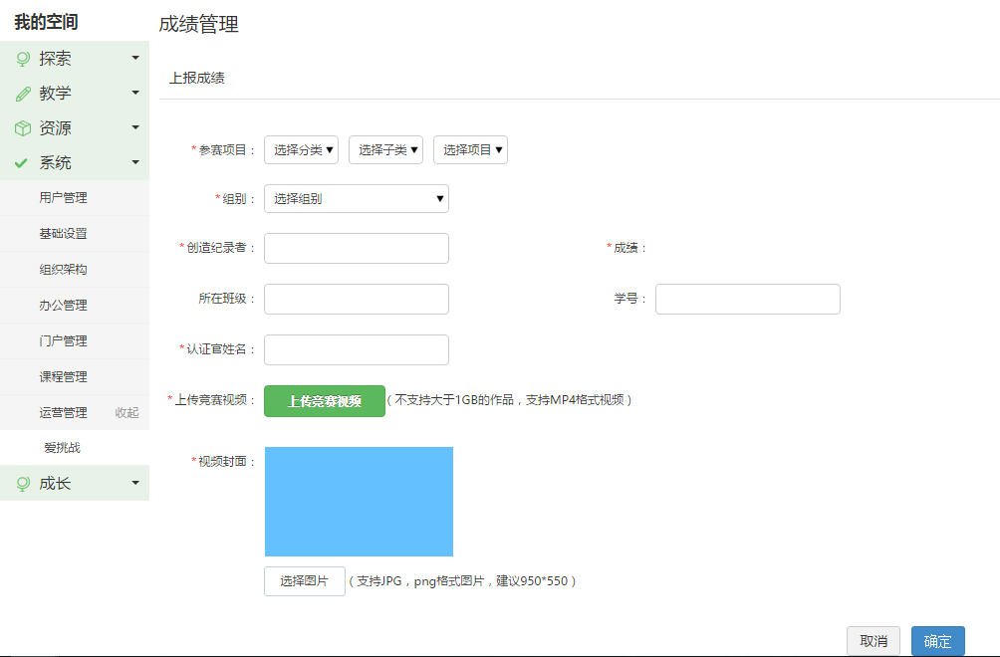 我的空间
探索
教学
资源
系统
用户管理
基础设置
组织架构
办公管理
门户管理
课程管理
运营管理 收起
爱挑战
成长
成绩管理
上报成绩
*参赛项目： 选择分类▼ 选择子类▼ 选择项目▼
*组别： 选择组别 ▼
*创造纪录者： *成绩：
所在班级： 学号：
*认证官姓名：
*上传竞赛视频： 上传竞赛视频 （不支持大于1GB的作品，支持MP4格式视频）
*视频封面：
选择图片 （支持JPG，png格式图片，建议950*550）
取消 确定